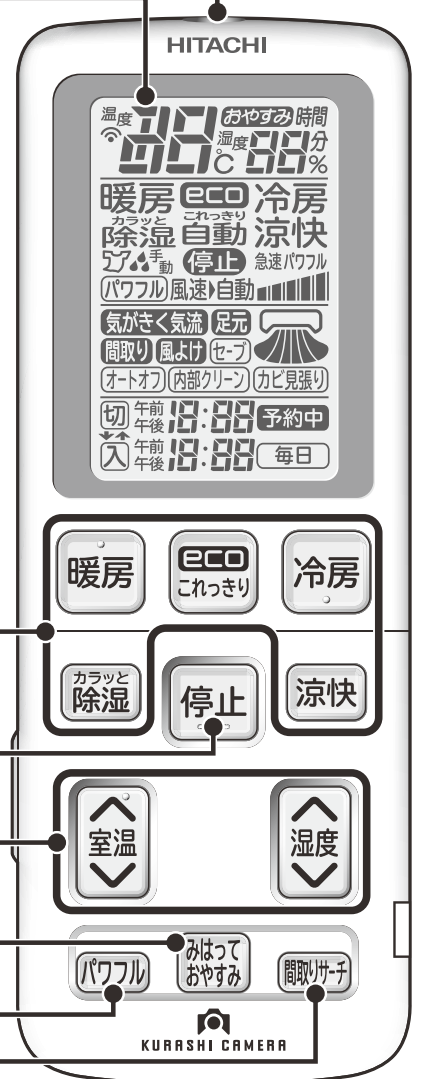 HITACHI
温度 88 ℃ おやすみ 時間
湿度 88 分 %
暖房 eco 冷房
カラッと これっきり
除湿 自動 涼快
手動 停止 急速パワフル
パワフル 風速 自動
気がきく気流 足元
間取り 風よけ セーブ
オートオフ 内部クリーン カビ見張り
切 午前 午後 18:88 予約中
入 午前 午後 18:88 毎日
暖房 eco これっきり 冷房
カラッと
除湿 停止 涼快
室温 湿度
パワフル みはっておやすみ 間取りサーチ
KURASHI CAMERA